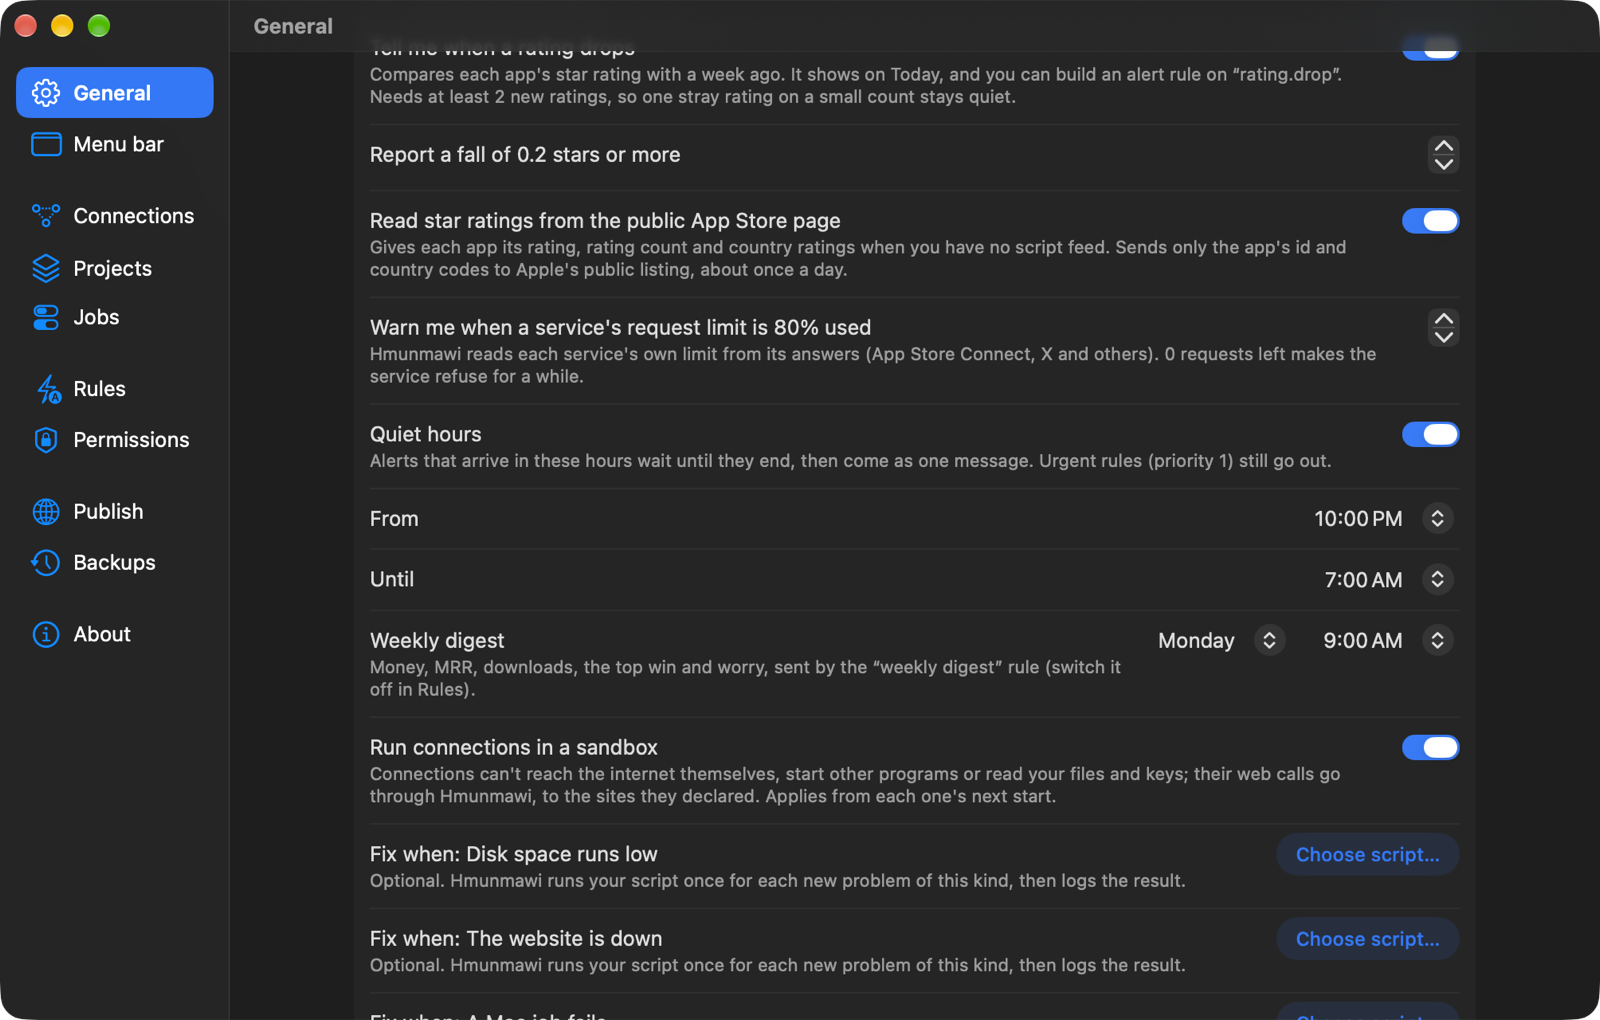 General
General
Menu bar
Connections
Projects
Jobs
Rules
Permissions
Publish
Backups
About
Tell me when a rating drops
Compares each app's star rating with a week ago. It shows on Today, and you can build an alert rule on “rating.drop”.
Needs at least 2 new ratings, so one stray rating on a small count stays quiet.
Report a fall of 0.2 stars or more
Read star ratings from the public App Store page
Gives each app its rating, rating count and country ratings when you have no script feed. Sends only the app's id and
country codes to Apple's public listing, about once a day.
Warn me when a service's request limit is 80% used
Hmunmawi reads each service's own limit from its answers (App Store Connect, X and others). 0 requests left makes the
service refuse for a while.
Quiet hours
Alerts that arrive in these hours wait until they end, then come as one message. Urgent rules (priority 1) still go out.
From 10:00 PM
Until 7:00 AM
Weekly digest Monday 9:00 AM
Money, MRR, downloads, the top win and worry, sent by the “weekly digest” rule (switch it
off in Rules).
Run connections in a sandbox
Connections can't reach the internet themselves, start other programs or read your files and keys; their web calls go
through Hmunmawi, to the sites they declared. Applies from each one's next start.
Fix when: Disk space runs low Choose script...
Optional. Hmunmawi runs your script once for each new problem of this kind, then logs the result.
Fix when: The website is down Choose script...
Optional. Hmunmawi runs your script once for each new problem of this kind, then logs the result.
Fix when: A Mac job fails Choose script...